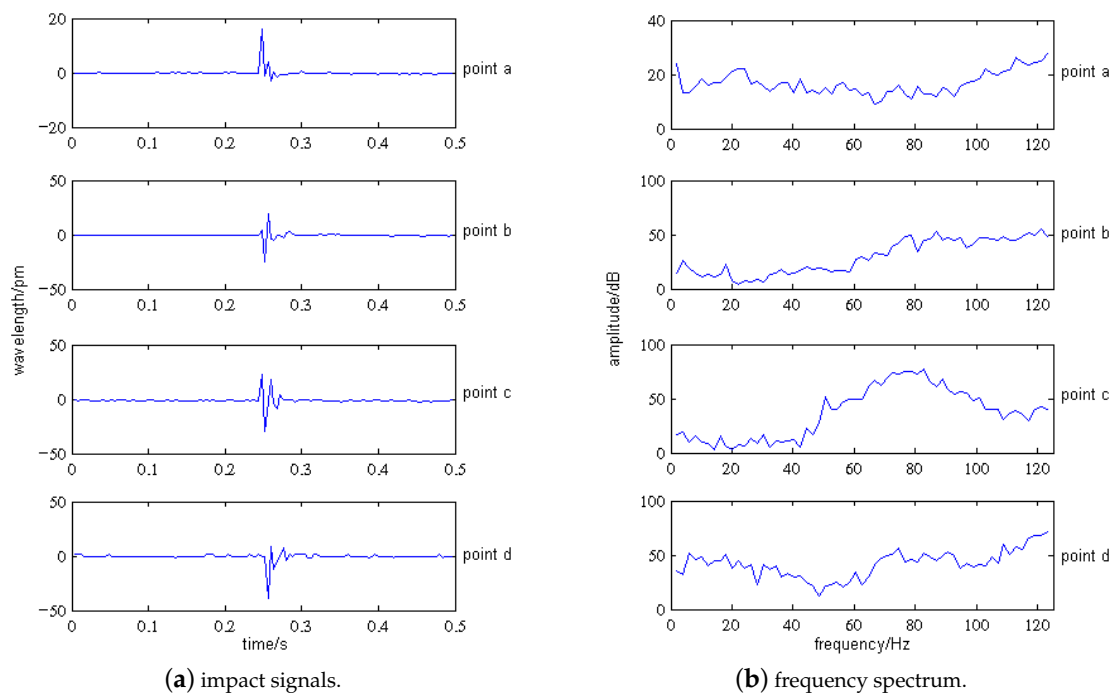 20
0
−20
0 0.1 0.2 0.3 0.4 0.5
point a
50
0
−50
0 0.1 0.2 0.3 0.4 0.5
point b
50
0
−50
0 0.1 0.2 0.3 0.4 0.5
point c
50
0
−50
0 0.1 0.2 0.3 0.4 0.5
point d
wavelength/pm
time/s
(a) impact signals.
40
20
0
0 20 40 60 80 100 120
point a
100
50
0
0 20 40 60 80 100 120
point b
100
50
0
0 20 40 60 80 100 120
point c
100
50
0
0 20 40 60 80 100 120
point d
amplitude/dB
frequency/Hz
(b) frequency spectrum.